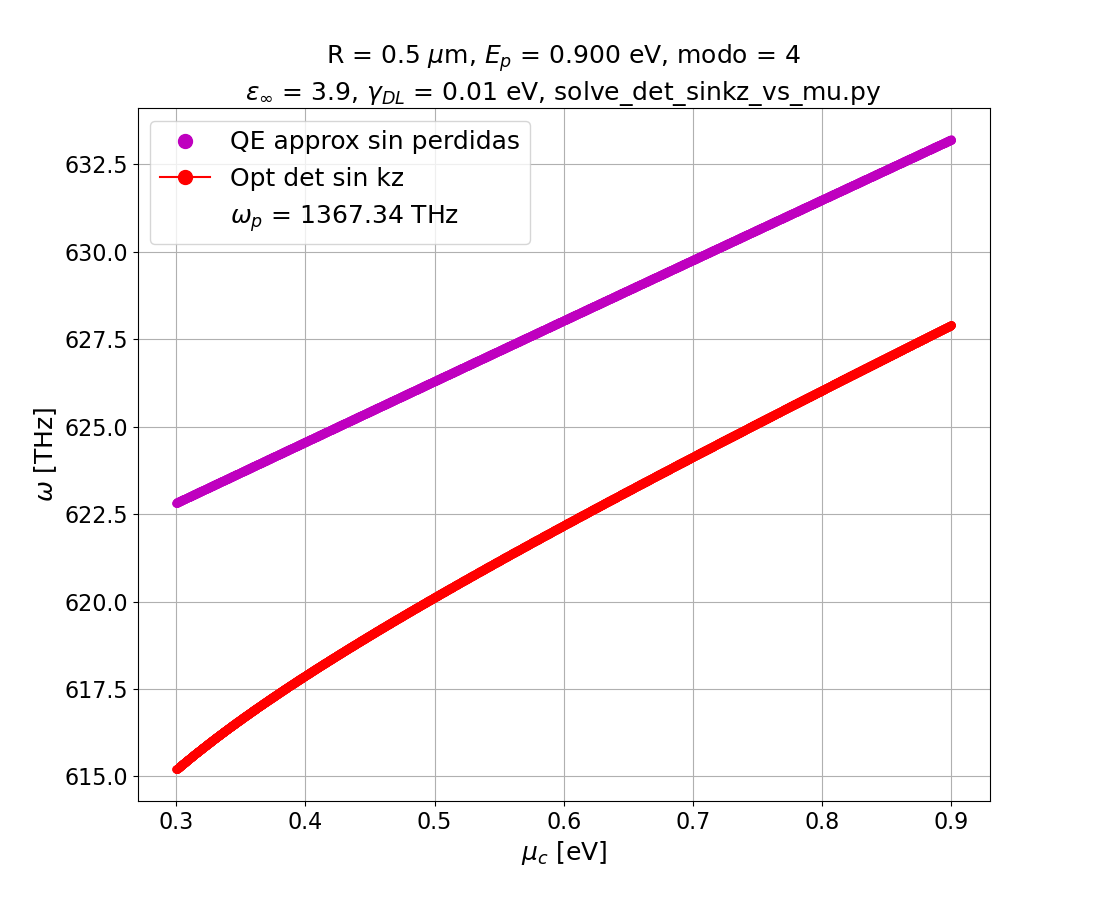 R = 0.5 μm, E_p = 0.900 eV, modo = 4
ε_∞ = 3.9, γ_DL = 0.01 eV, solve_det_sinkz_vs_mu.py
QE approx sin perdidas
Opt det sin kz
ω_p = 1367.34 THz
632.5
630.0
627.5
625.0
622.5
620.0
617.5
615.0
ω [THz]
0.3 0.4 0.5 0.6 0.7 0.8 0.9
μ_c [eV]